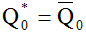 Q₀* = Q̅₀